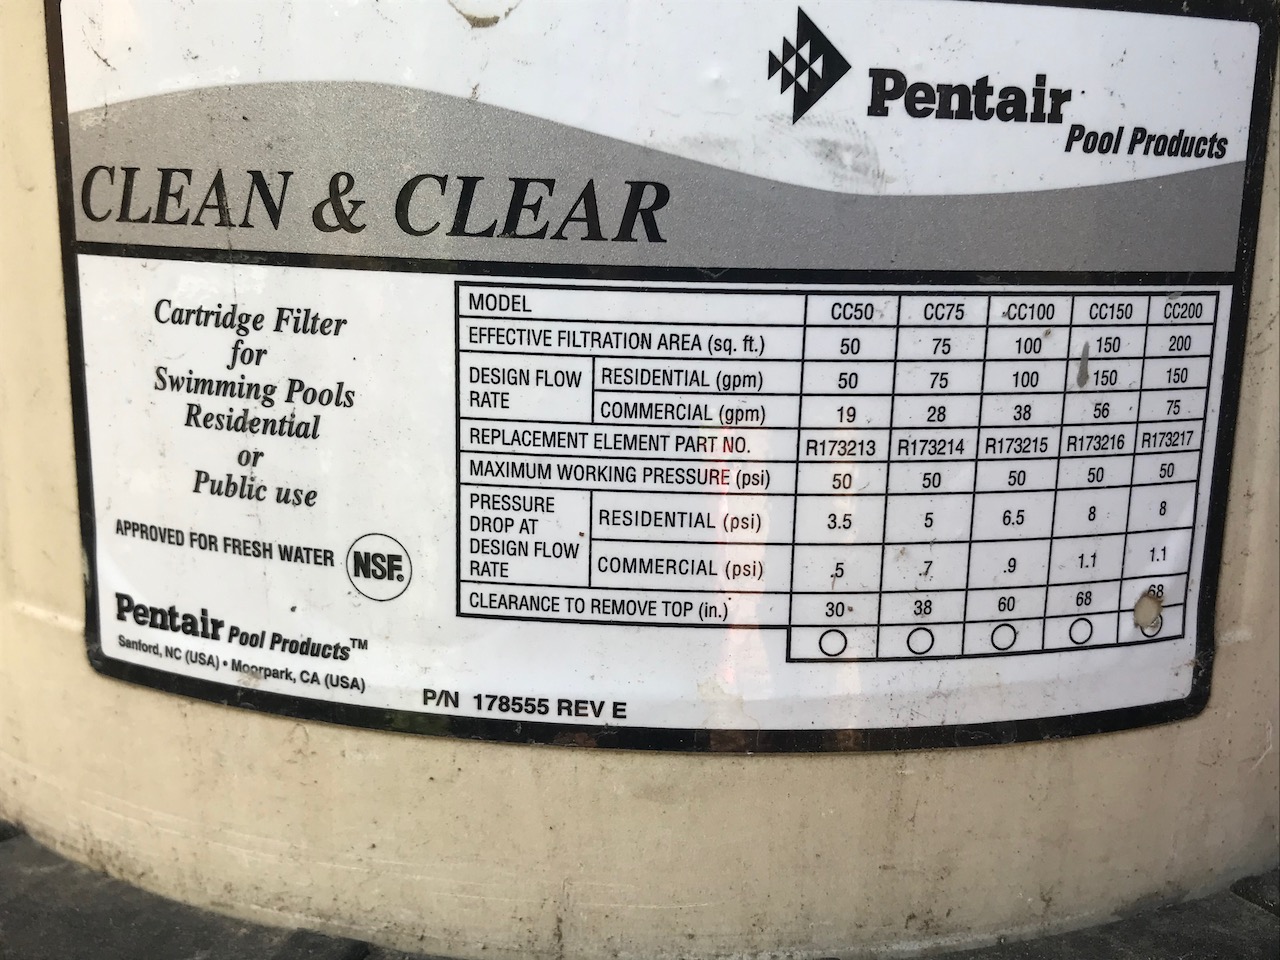 Pentair
Pool Products
CLEAN & CLEAR
Cartridge Filter
for
Swimming Pools
Residential
or
Public use
APPROVED FOR FRESH WATER NSF.
Pentair Pool Products™
Sanford, NC (USA) • Moorpark, CA (USA)
MODEL CC50 CC75 CC100 CC150 CC200
EFFECTIVE FILTRATION AREA (sq. ft.) 50 75 100 150 200
DESIGN FLOW RATE RESIDENTIAL (gpm) 50 75 100 150 150
COMMERCIAL (gpm) 19 28 38 56 75
REPLACEMENT ELEMENT PART NO. R173213 R173214 R173215 R173216 R173217
MAXIMUM WORKING PRESSURE (psi) 50 50 50 50 50
PRESSURE DROP AT DESIGN FLOW RATE RESIDENTIAL (psi) 3.5 5 6.5 8 8
COMMERCIAL (psi) .5 .7 .9 1.1 1.1
CLEARANCE TO REMOVE TOP (in.) 30 38 60 68 68
P/N 178555 REV E